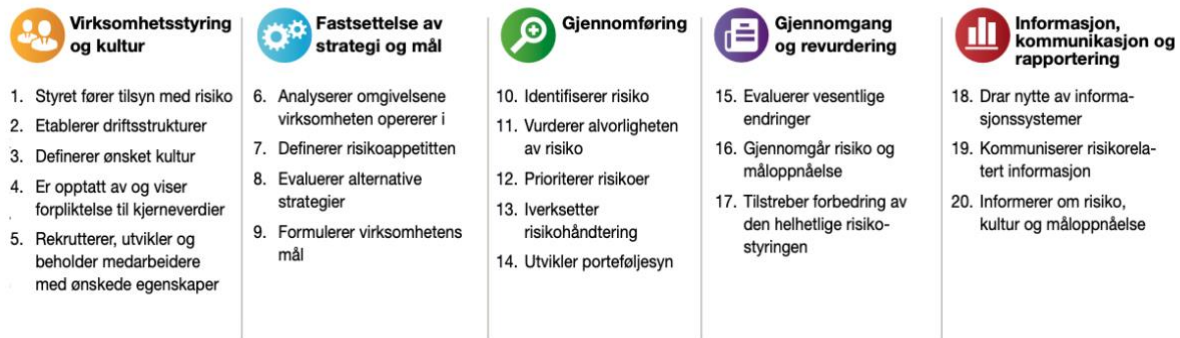 Virksomhetsstyring
og kultur
1. Styret fører tilsyn med risiko
2. Etablerer driftsstrukturer
3. Definerer ønsket kultur
4. Er opptatt av og viser
forpliktelse til kjerneverdier
5. Rekrutterer, utvikler og
beholder medarbeidere
med ønskede egenskaper
Fastsettelse av
strategi og mål
6. Analyserer omgivelsene
virksomheten opererer i
7. Definerer risikoappetitten
8. Evaluerer alternative
strategier
9. Formulerer virksomhetens
mål
Gjennomføring
10. Identifiserer risiko
11. Vurderer alvorligheten
av risiko
12. Prioriterer risikoer
13. Iverksetter
risikohåndtering
14. Utvikler porteføljesyn
Gjennomgang
og revurdering
15. Evaluerer vesentlige
endringer
16. Gjennomgår risiko og
måloppnåelse
17. Tilstreber forbedring av
den helhetlige risiko-
styringen
Informasjon,
kommunikasjon og
rapportering
18. Drar nytte av informa-
sjonssystemer
19. Kommuniserer risikorela-
tert informasjon
20. Informerer om risiko,
kultur og måloppnåelse